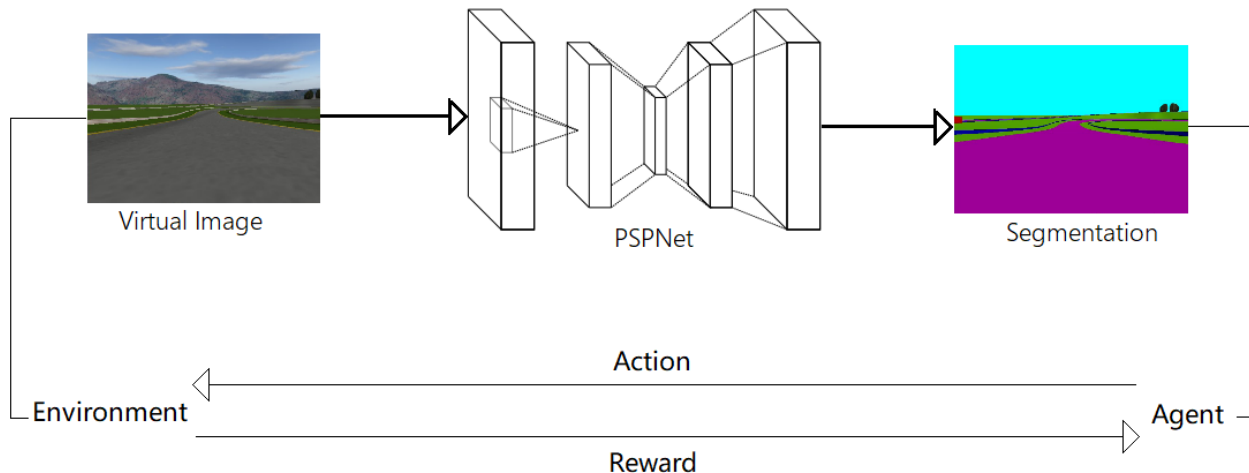 Virtual Image
PSPNet
Segmentation
Action
Environment
Agent
Reward